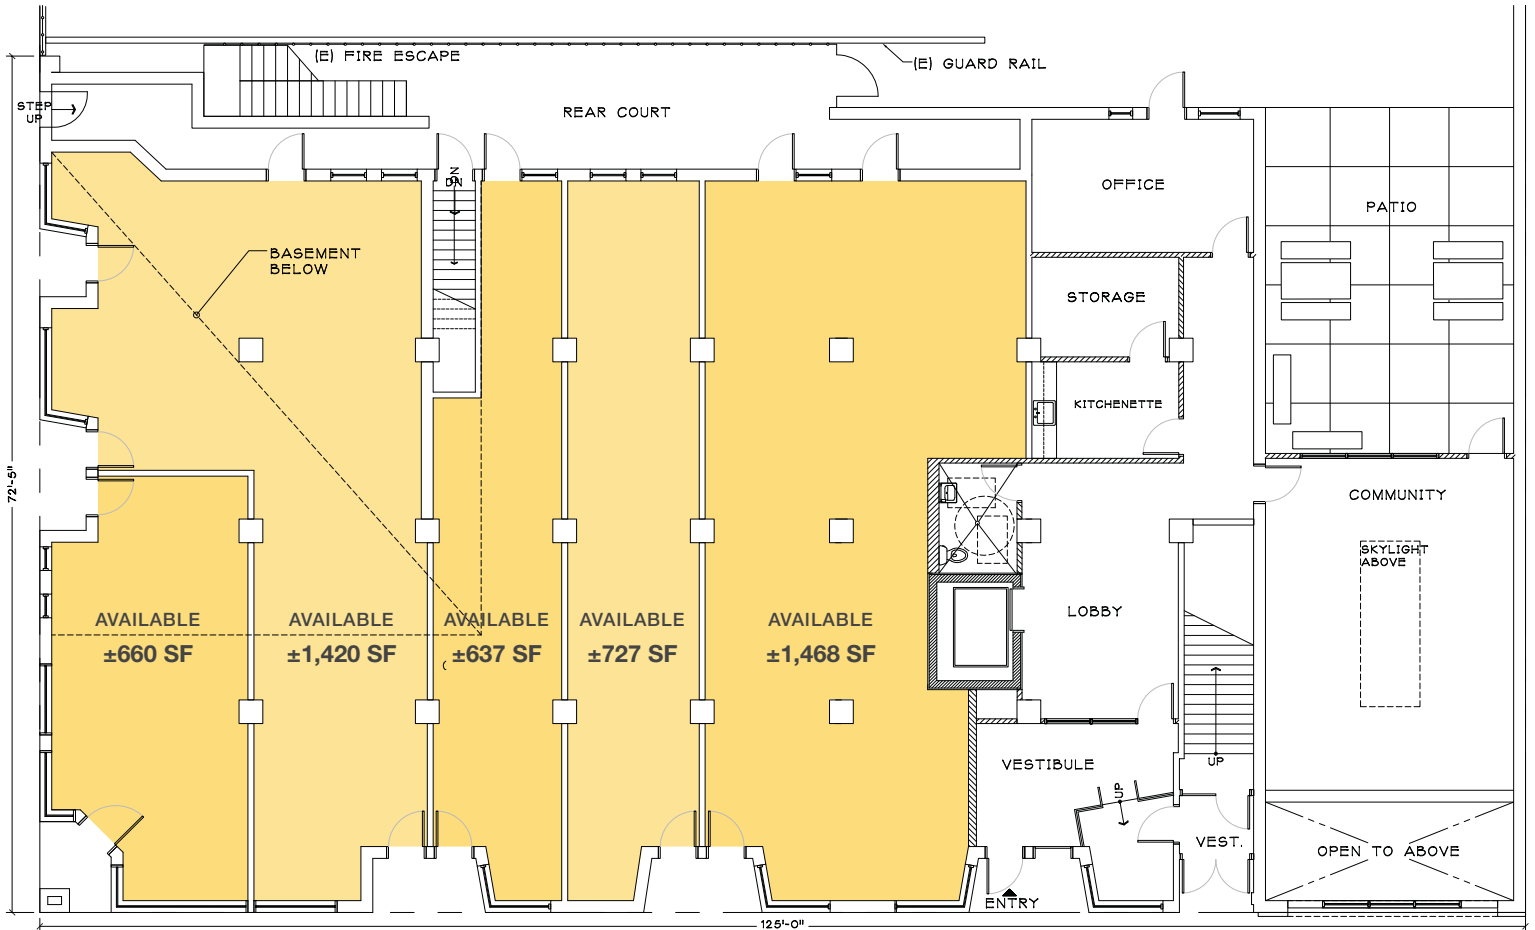 (E) FIRE ESCAPE
(E) GUARD RAIL
STEP
UP
REAR COURT
DN
DN
OFFICE
PATIO
BASEMENT
BELOW
STORAGE
KITCHENETTE
72'-5"
COMMUNITY
SKYLIGHT
ABOVE
AVAILABLE
±660 SF
AVAILABLE
±1,420 SF
AVAILABLE
±637 SF
AVAILABLE
±727 SF
AVAILABLE
±1,468 SF
LOBBY
VESTIBULE
UP
UP
VEST.
OPEN TO ABOVE
ENTRY
125'-0"